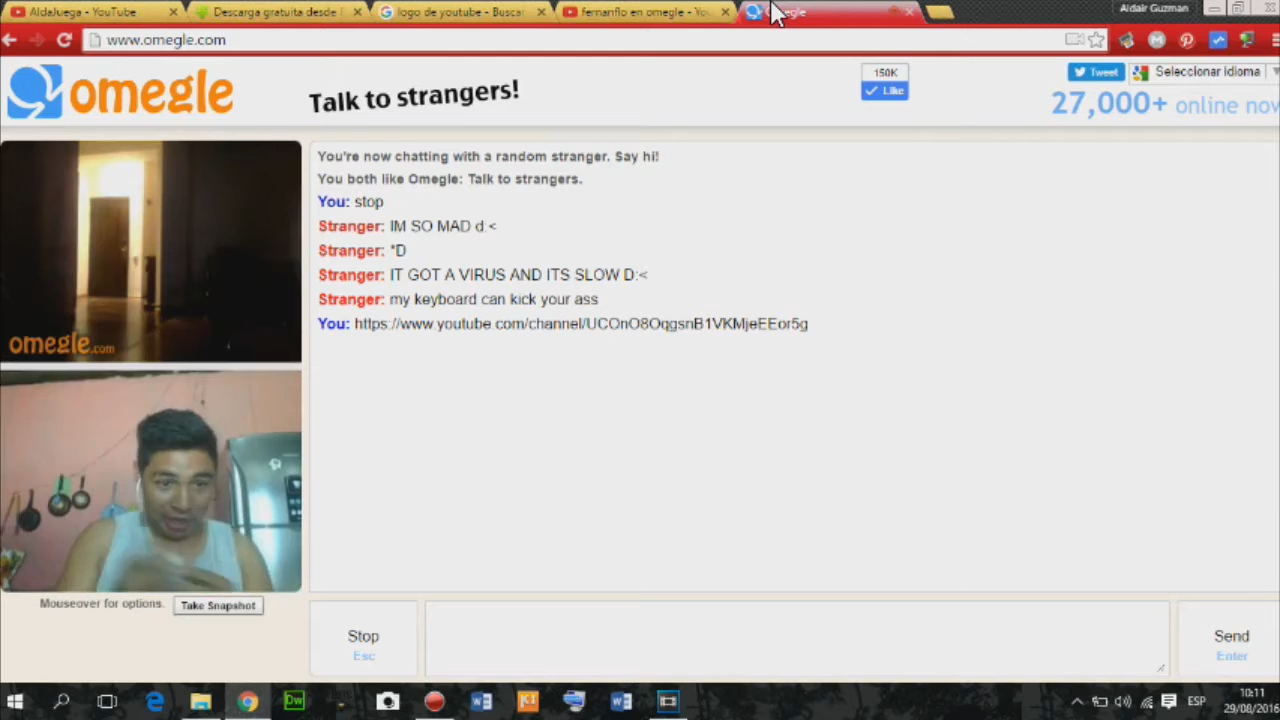 AldaJuega - YouTube
Descarga gratuita desde F
logo de youtube - Buscar
fernanflo en omegle - Yo
Aldair Guzman
www.omegle.com
omegle
Talk to strangers!
150K
Like
Tweet
Seleccionar idioma
27,000+ online now
You're now chatting with a random stranger. Say hi!
You both like Omegle: Talk to strangers.
You: stop
Stranger: IM SO MAD d:<
Stranger: *D
Stranger: IT GOT A VIRUS AND ITS SLOW D:<
Stranger: my keyboard can kick your ass
You: https://www.youtube.com/channel/UCOnO8OqgsnB1VKMjeEEor5g
omegle.com
Mouseover for options.
Take Snapshot
Stop
Esc
Send
Enter
Dw
KT
ESP
10:11
29/08/2016